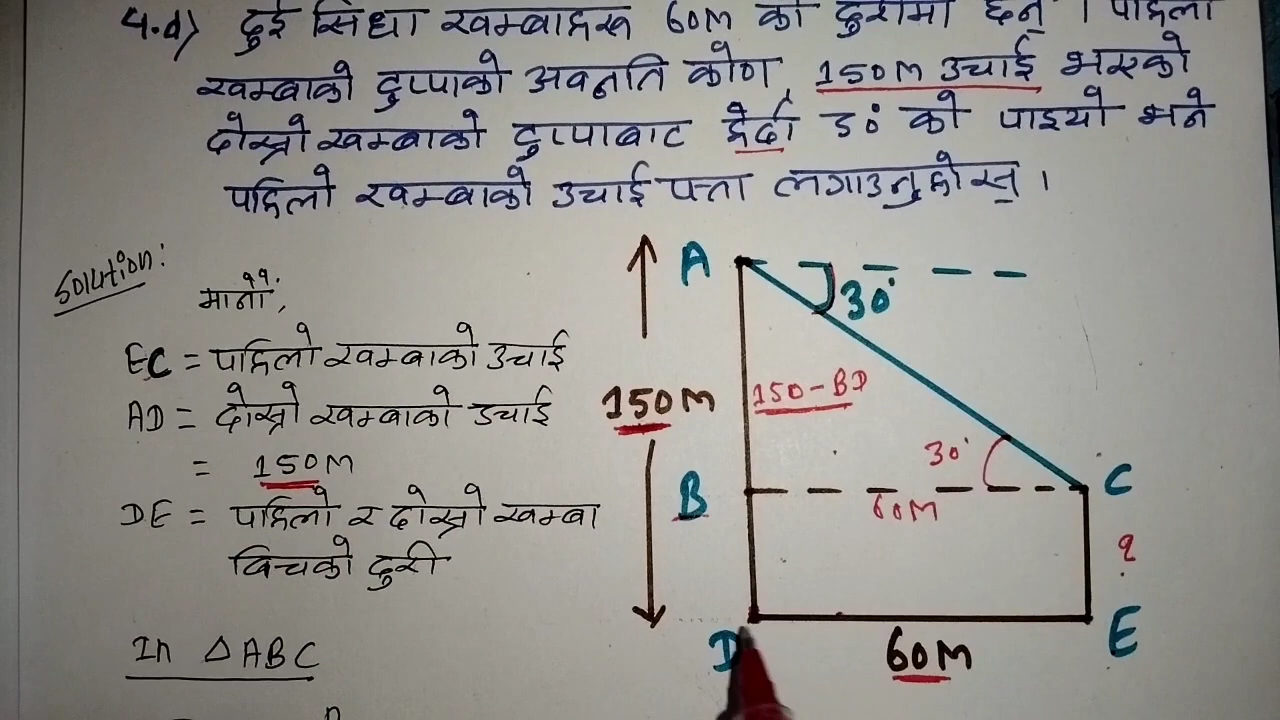 4.d) दुई सिधा खम्बाहरू 60M को दुरीमा छन् । पहिलो
खम्बाको टुप्पाको अवनति कोण, 150M उचाई भएको
दोस्रो खम्बाको टुप्पाबाट हेर्दा 30° को पाइयो भने
पहिलो खम्बाको उचाई पत्ता लगाउनुहोस् ।
Solution:
मानौं,
EC = पहिलो खम्बाको उचाई
AD = दोस्रो खम्बाको उचाई
= 150M
DE = पहिलो र दोस्रो खम्बा
बिचको दुरी
In △ABC
A
30°
150M
150-BD
30°
B
60M
C
?
D
60M
E